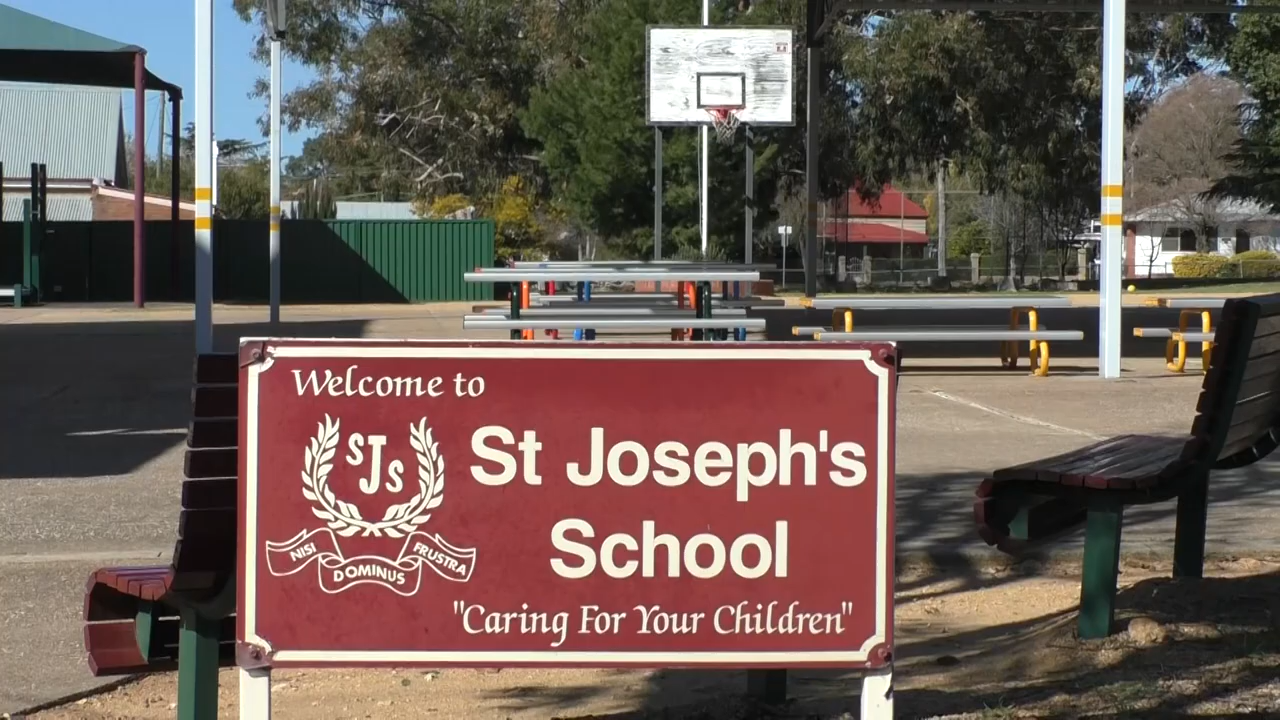 Welcome to
SJS
St Joseph's
School
NISI DOMINUS FRUSTRA
"Caring For Your Children"